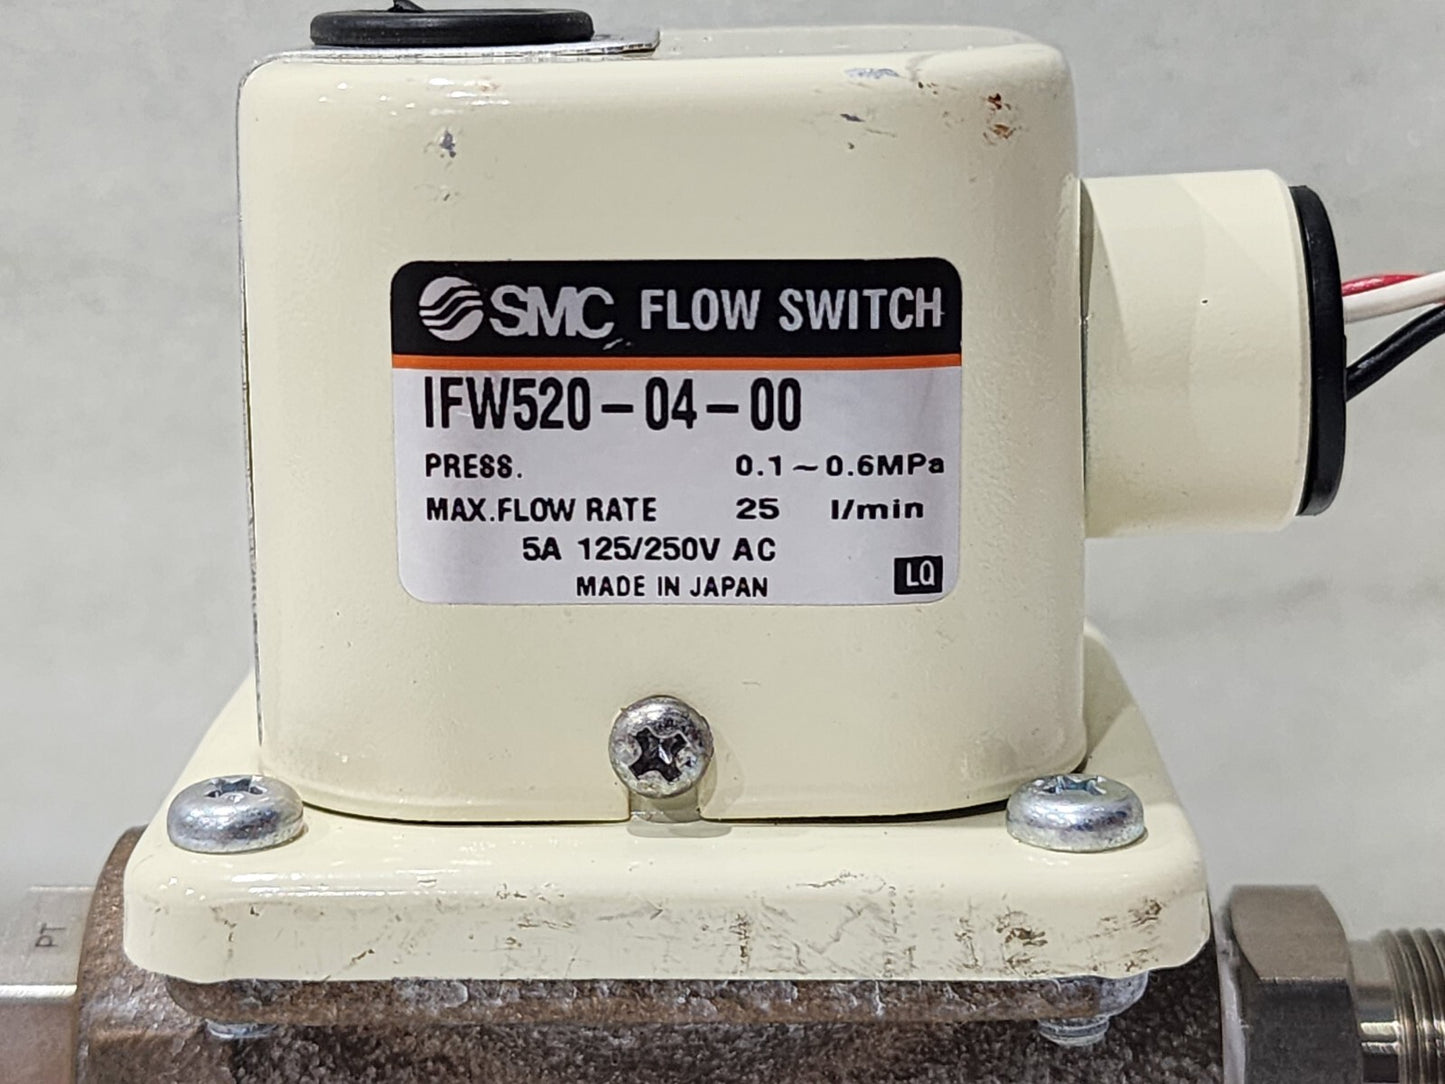 SMC FLOW SWITCH
IFW520-04-00
PRESS. 0.1~0.6MPa
MAX.FLOW RATE 25 l/min
5A 125/250V AC
MADE IN JAPAN
LQ
PT